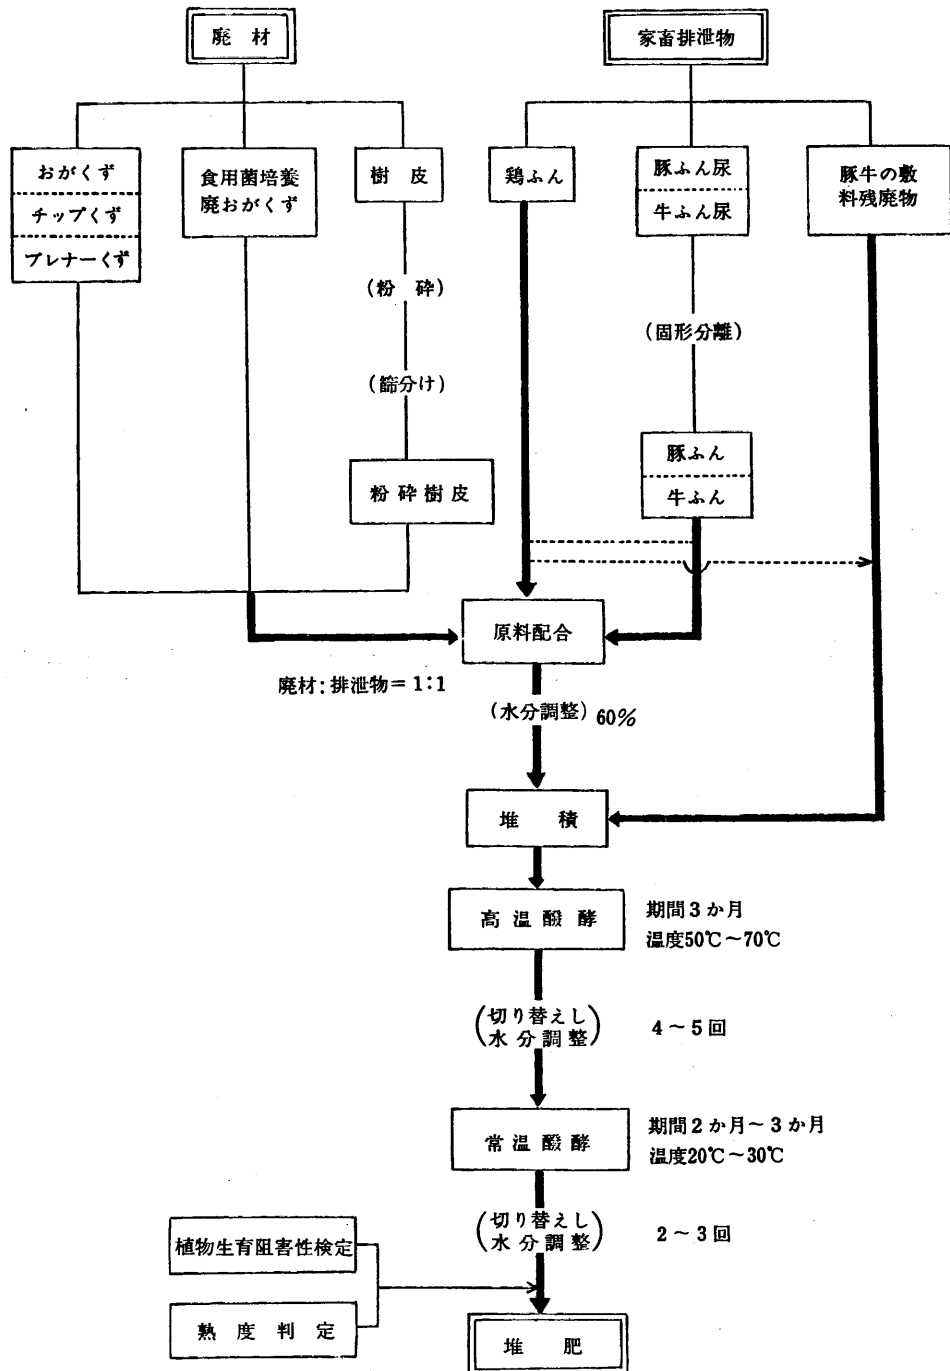 廃材
家畜排泄物
おがくず
チップくず
プレナーくず
食用菌培養
廃おがくず
樹皮
鶏ふん
豚ふん尿
牛ふん尿
豚牛の敷
料残廃物
(粉砕)
(篩分け)
粉砕樹皮
(固形分離)
豚ふん
牛ふん
原料配合
廃材:排泄物=1:1
(水分調整) 60%
堆積
高温醱酵
期間3か月
温度50℃~70℃
(切り替えし
水分調整)
4~5回
常温醱酵
期間2か月~3か月
温度20℃~30℃
(切り替えし
水分調整)
2~3回
植物生育阻害性検定
熟度判定
堆肥